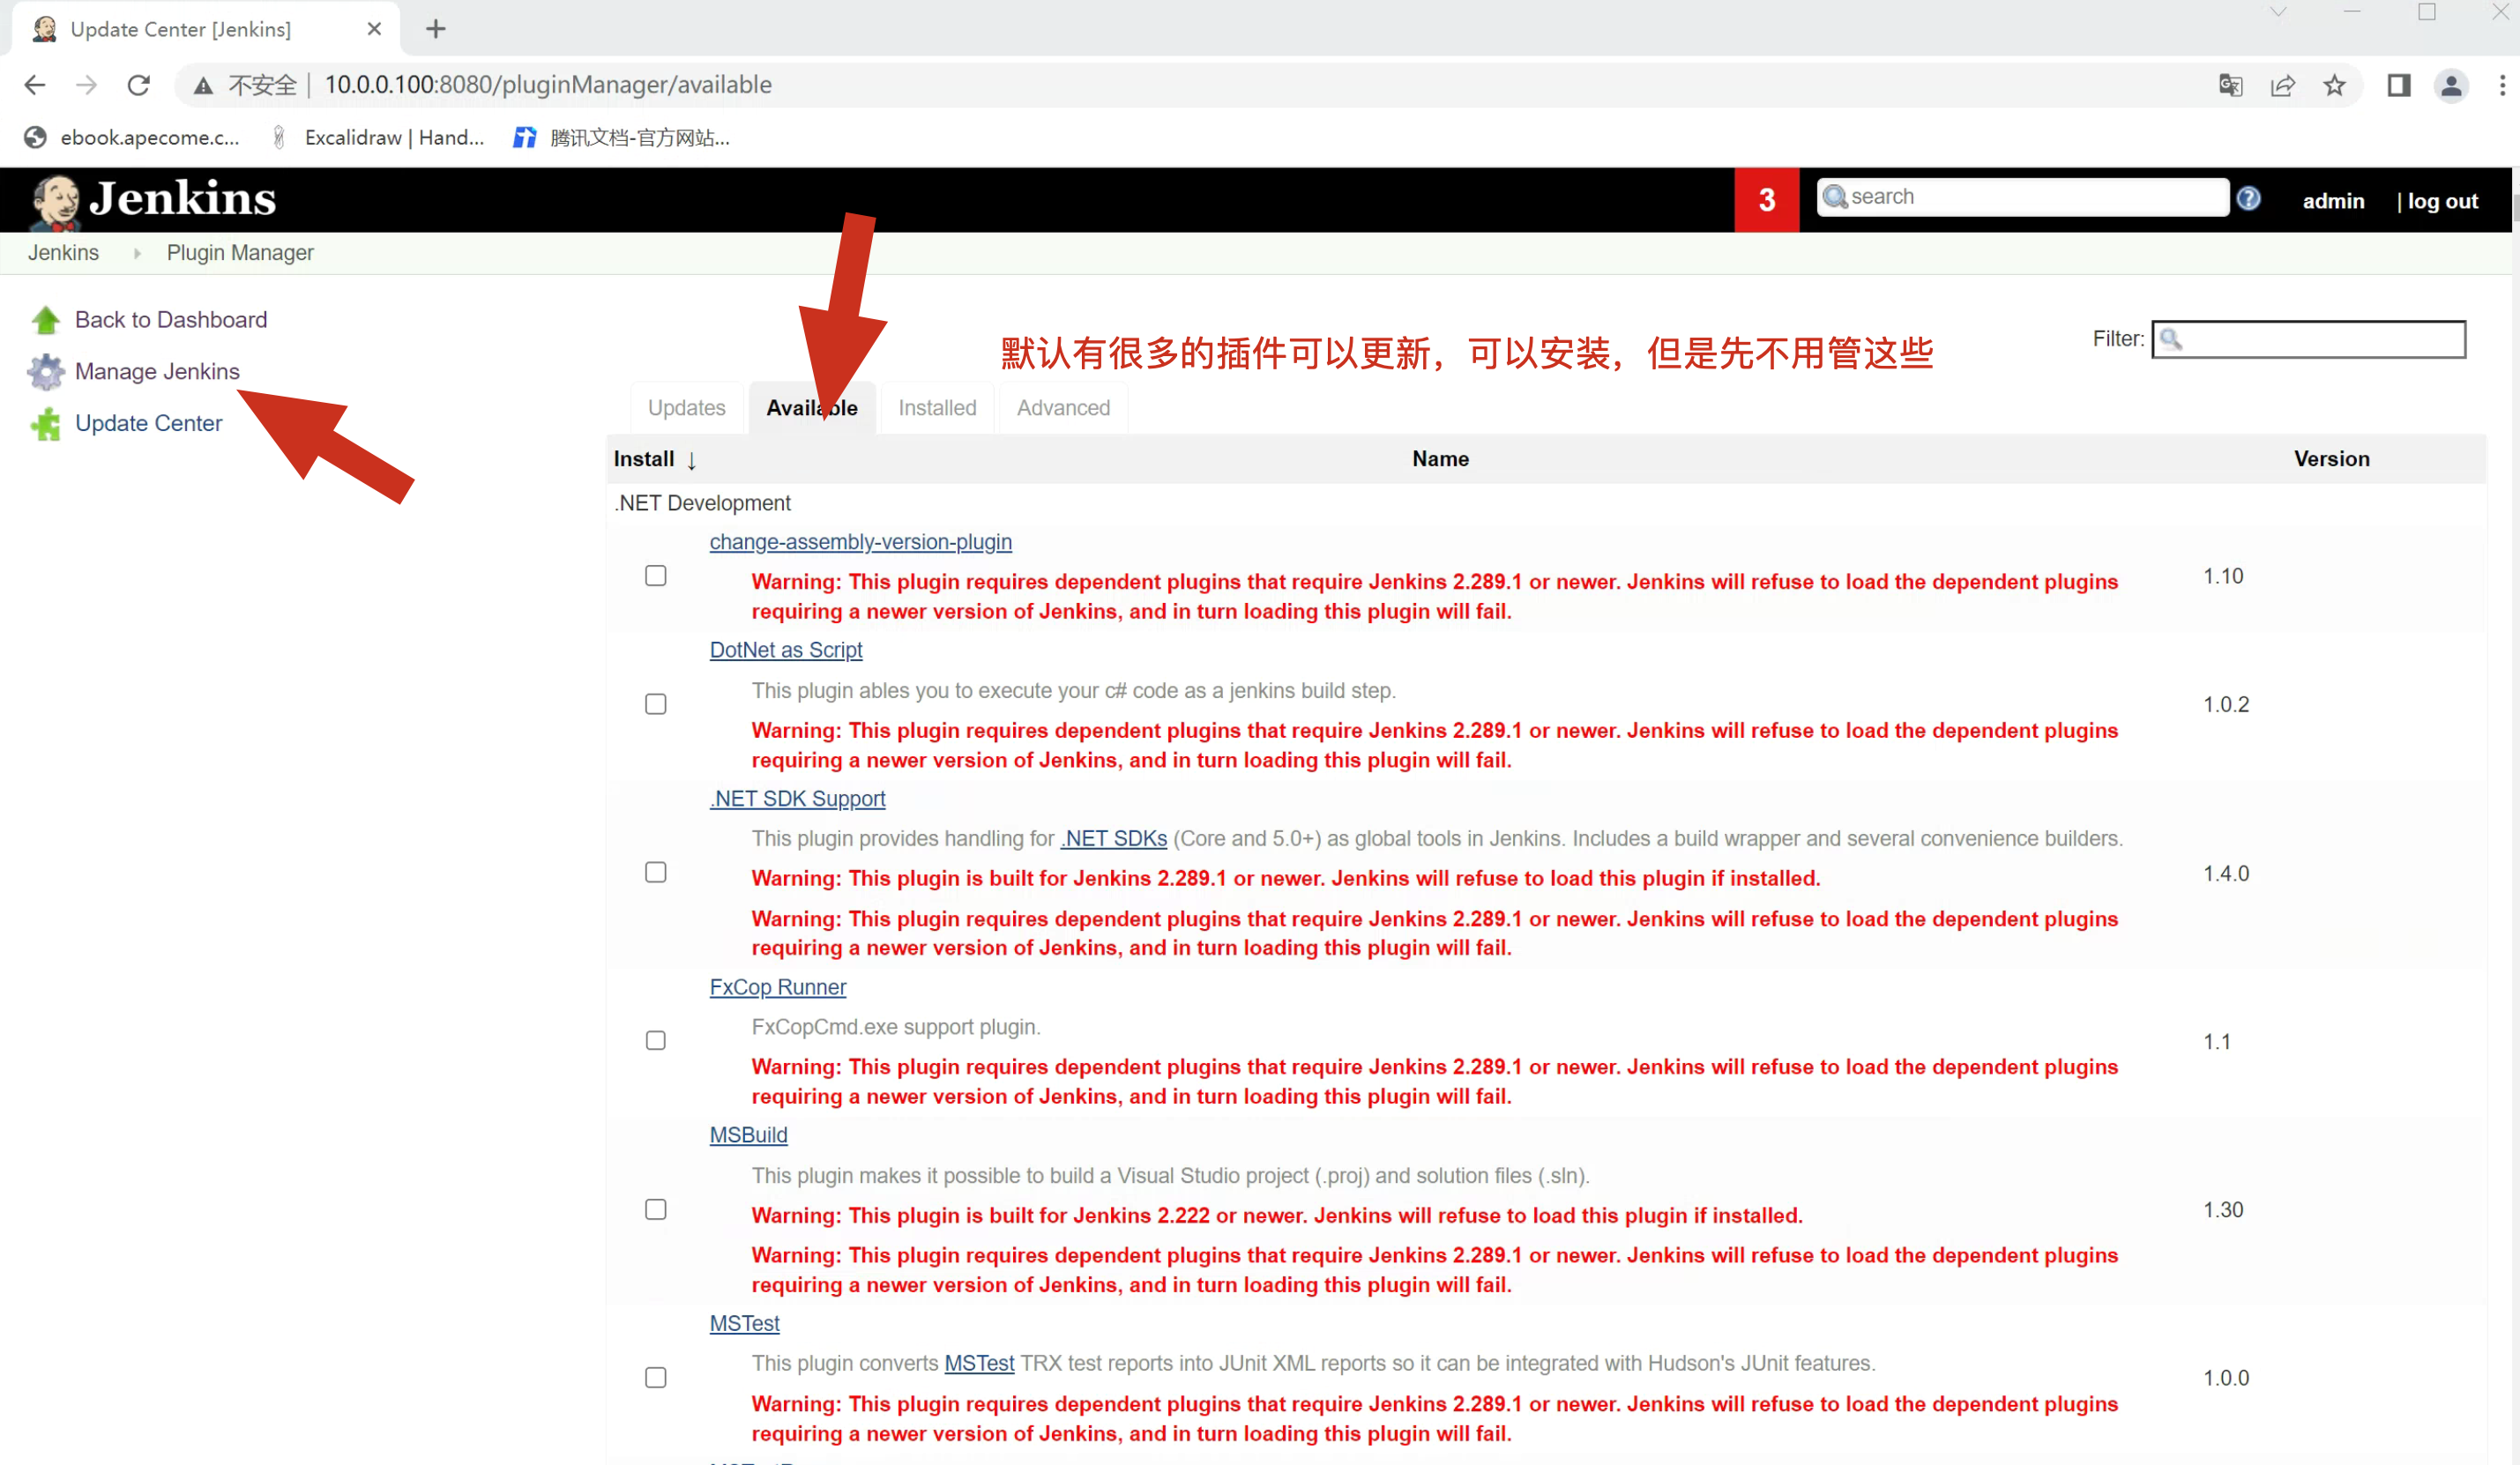 Update Center [Jenkins]
不安全 | 10.0.0.100:8080/pluginManager/available
ebook.apecome.c...
Excalidraw | Hand...
腾讯文档-官方网站...
Jenkins
3
search
admin
| log out
Jenkins
Plugin Manager
Back to Dashboard
Manage Jenkins
Update Center
默认有很多的插件可以更新，可以安装，但是先不用管这些
Filter:
Updates
Available
Installed
Advanced
Install ↓
Name
Version
.NET Development
change-assembly-version-plugin
Warning: This plugin requires dependent plugins that require Jenkins 2.289.1 or newer. Jenkins will refuse to load the dependent plugins
requiring a newer version of Jenkins, and in turn loading this plugin will fail.
1.10
DotNet as Script
This plugin ables you to execute your c# code as a jenkins build step.
Warning: This plugin requires dependent plugins that require Jenkins 2.289.1 or newer. Jenkins will refuse to load the dependent plugins
requiring a newer version of Jenkins, and in turn loading this plugin will fail.
1.0.2
.NET SDK Support
This plugin provides handling for .NET SDKs (Core and 5.0+) as global tools in Jenkins. Includes a build wrapper and several convenience builders.
Warning: This plugin is built for Jenkins 2.289.1 or newer. Jenkins will refuse to load this plugin if installed.
Warning: This plugin requires dependent plugins that require Jenkins 2.289.1 or newer. Jenkins will refuse to load the dependent plugins
requiring a newer version of Jenkins, and in turn loading this plugin will fail.
1.4.0
FxCop Runner
FxCopCmd.exe support plugin.
Warning: This plugin requires dependent plugins that require Jenkins 2.289.1 or newer. Jenkins will refuse to load the dependent plugins
requiring a newer version of Jenkins, and in turn loading this plugin will fail.
1.1
MSBuild
This plugin makes it possible to build a Visual Studio project (.proj) and solution files (.sln).
Warning: This plugin is built for Jenkins 2.222 or newer. Jenkins will refuse to load this plugin if installed.
Warning: This plugin requires dependent plugins that require Jenkins 2.289.1 or newer. Jenkins will refuse to load the dependent plugins
requiring a newer version of Jenkins, and in turn loading this plugin will fail.
1.30
MSTest
This plugin converts MSTest TRX test reports into JUnit XML reports so it can be integrated with Hudson's JUnit features.
Warning: This plugin requires dependent plugins that require Jenkins 2.289.1 or newer. Jenkins will refuse to load the dependent plugins
requiring a newer version of Jenkins, and in turn loading this plugin will fail.
1.0.0